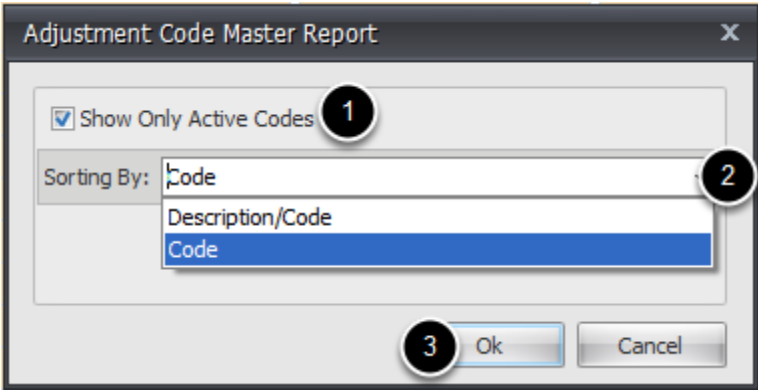 Adjustment Code Master Report x
Show Only Active Codes 1
Sorting By: Code 2
Description/Code
Code
3 Ok Cancel